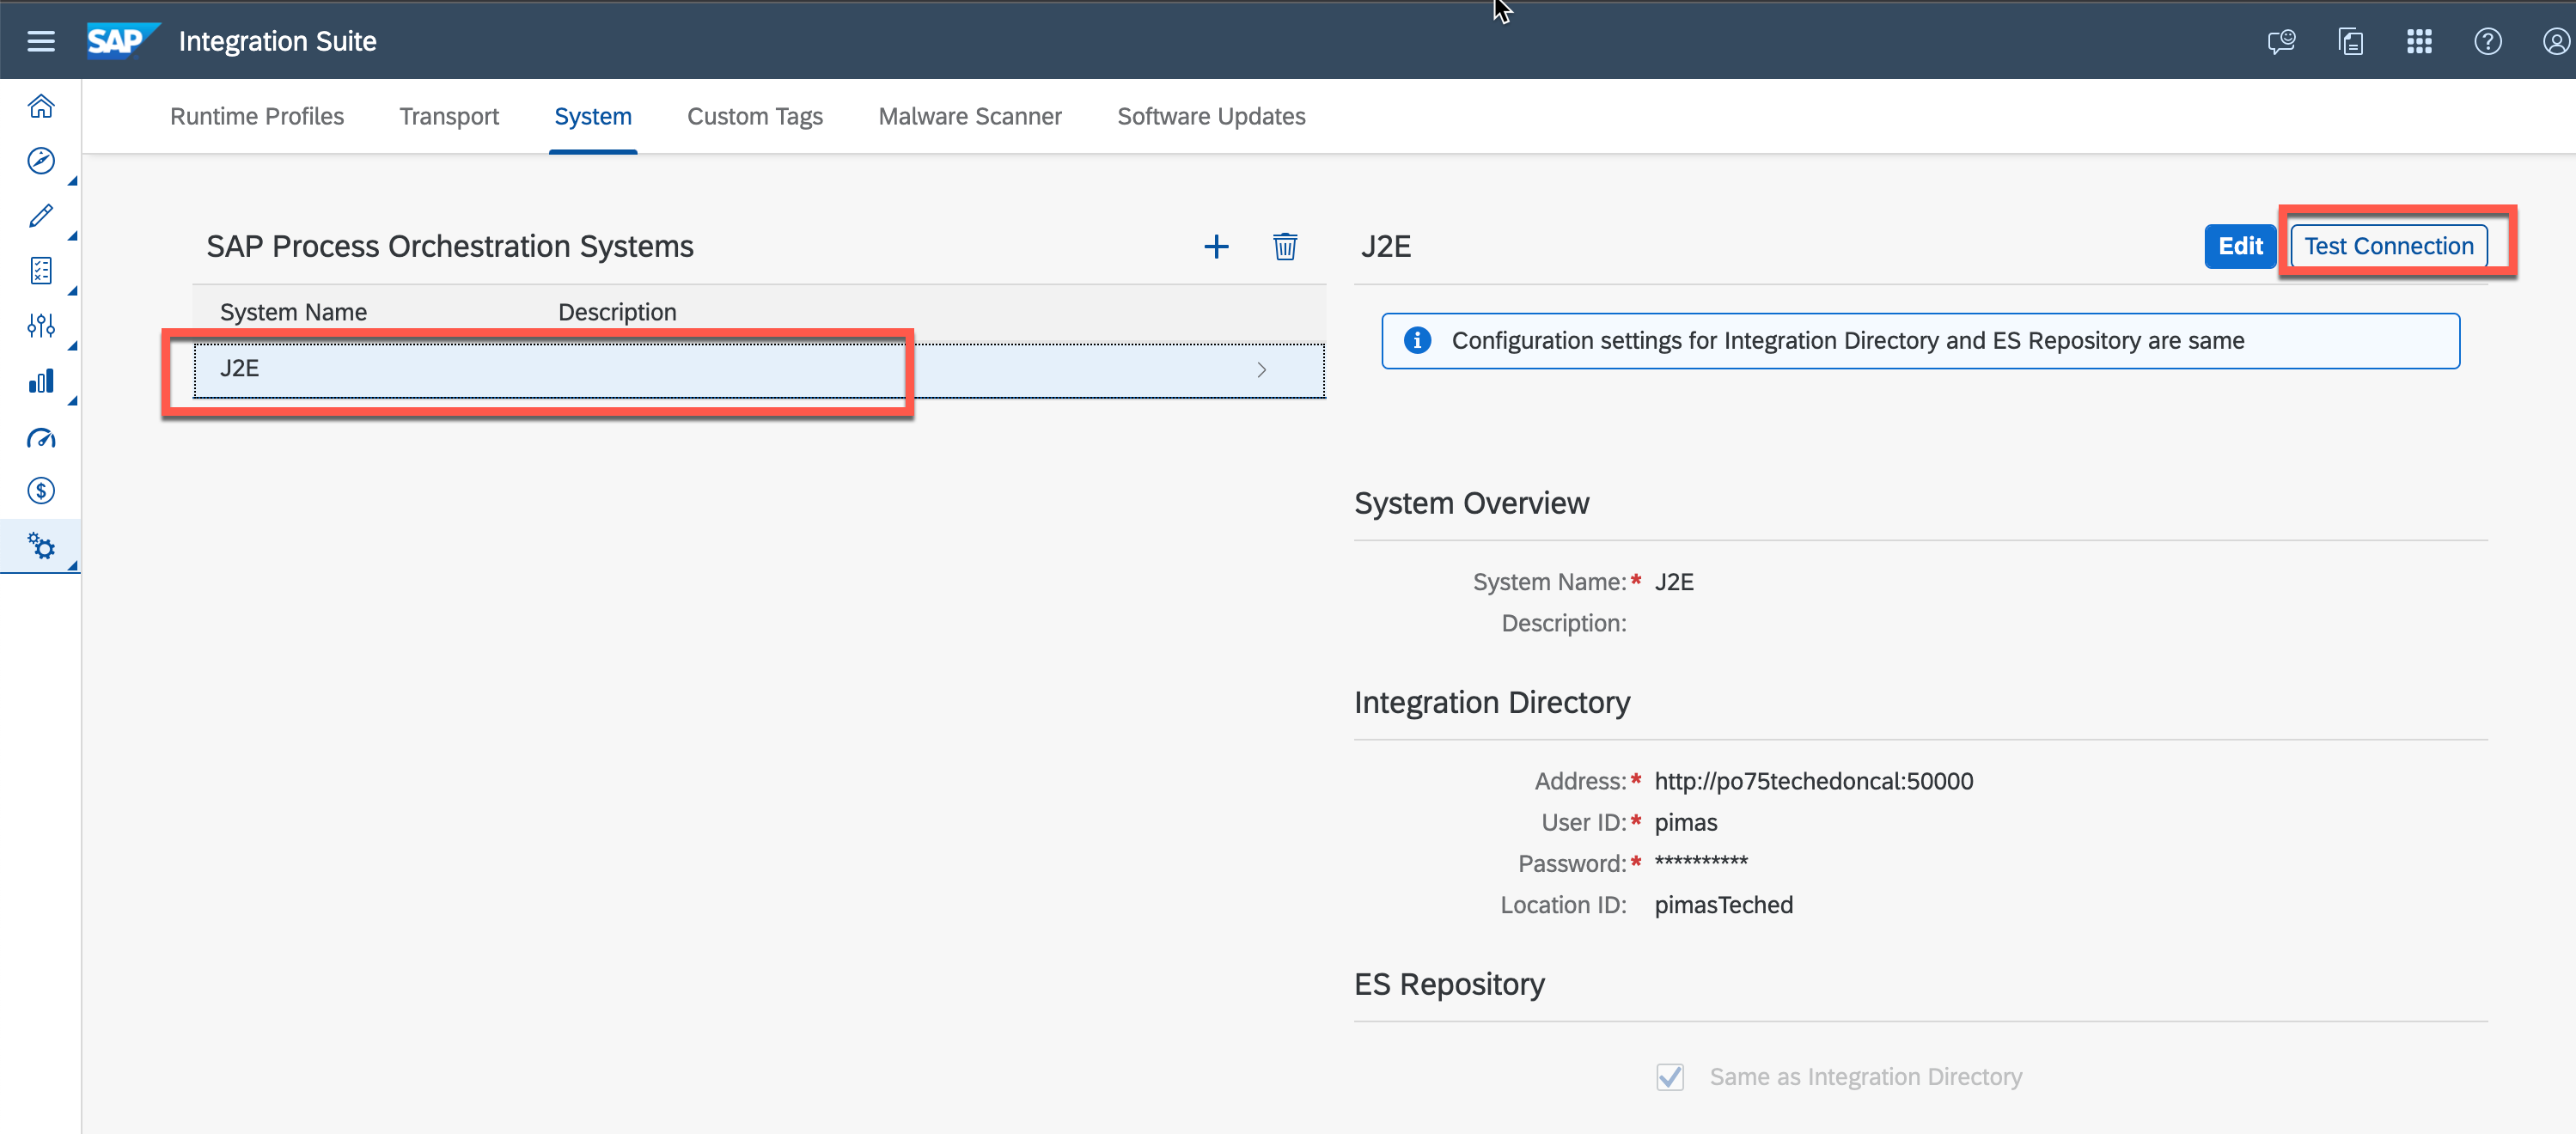 SAP Integration Suite
Runtime Profiles Transport System Custom Tags Malware Scanner Software Updates
SAP Process Orchestration Systems
System Name Description
J2E
J2E Edit Test Connection
Configuration settings for Integration Directory and ES Repository are same
System Overview
System Name:* J2E
Description:
Integration Directory
Address:* http://po75techedoncal:50000
User ID:* pimas
Password:* **********
Location ID: pimasTeched
ES Repository
Same as Integration Directory